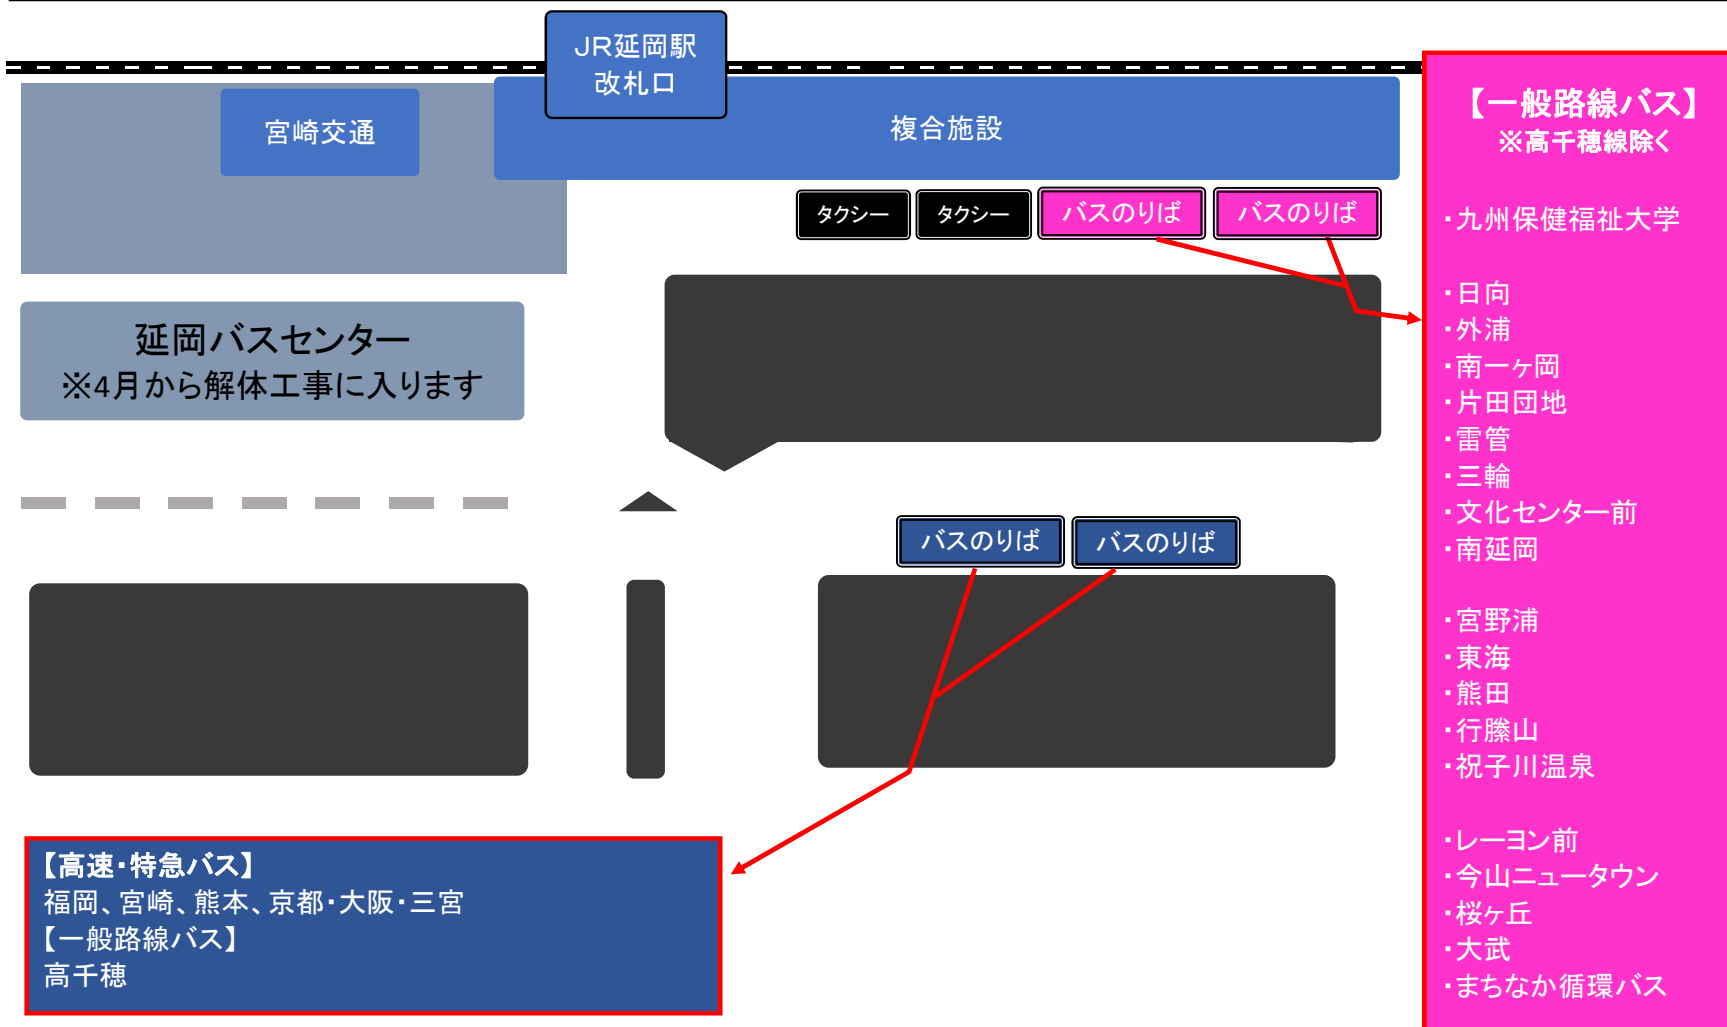 JR延岡駅
改札口
宮崎交通
複合施設
タクシー
タクシー
バスのりば
バスのりば
延岡バスセンター
※4月から解体工事に入ります
バスのりば
バスのりば
【高速・特急バス】
福岡、宮崎、熊本、京都・大阪・三宮
【一般路線バス】
高千穂
【一般路線バス】
※高千穂線除く
・九州保健福祉大学
・日向
・外浦
・南一ヶ岡
・片田団地
・雷管
・三輪
・文化センター前
・南延岡
・宮野浦
・東海
・熊田
・行縢山
・祝子川温泉
・レーヨン前
・今山ニュータウン
・桜ヶ丘
・大武
・まちなか循環バス